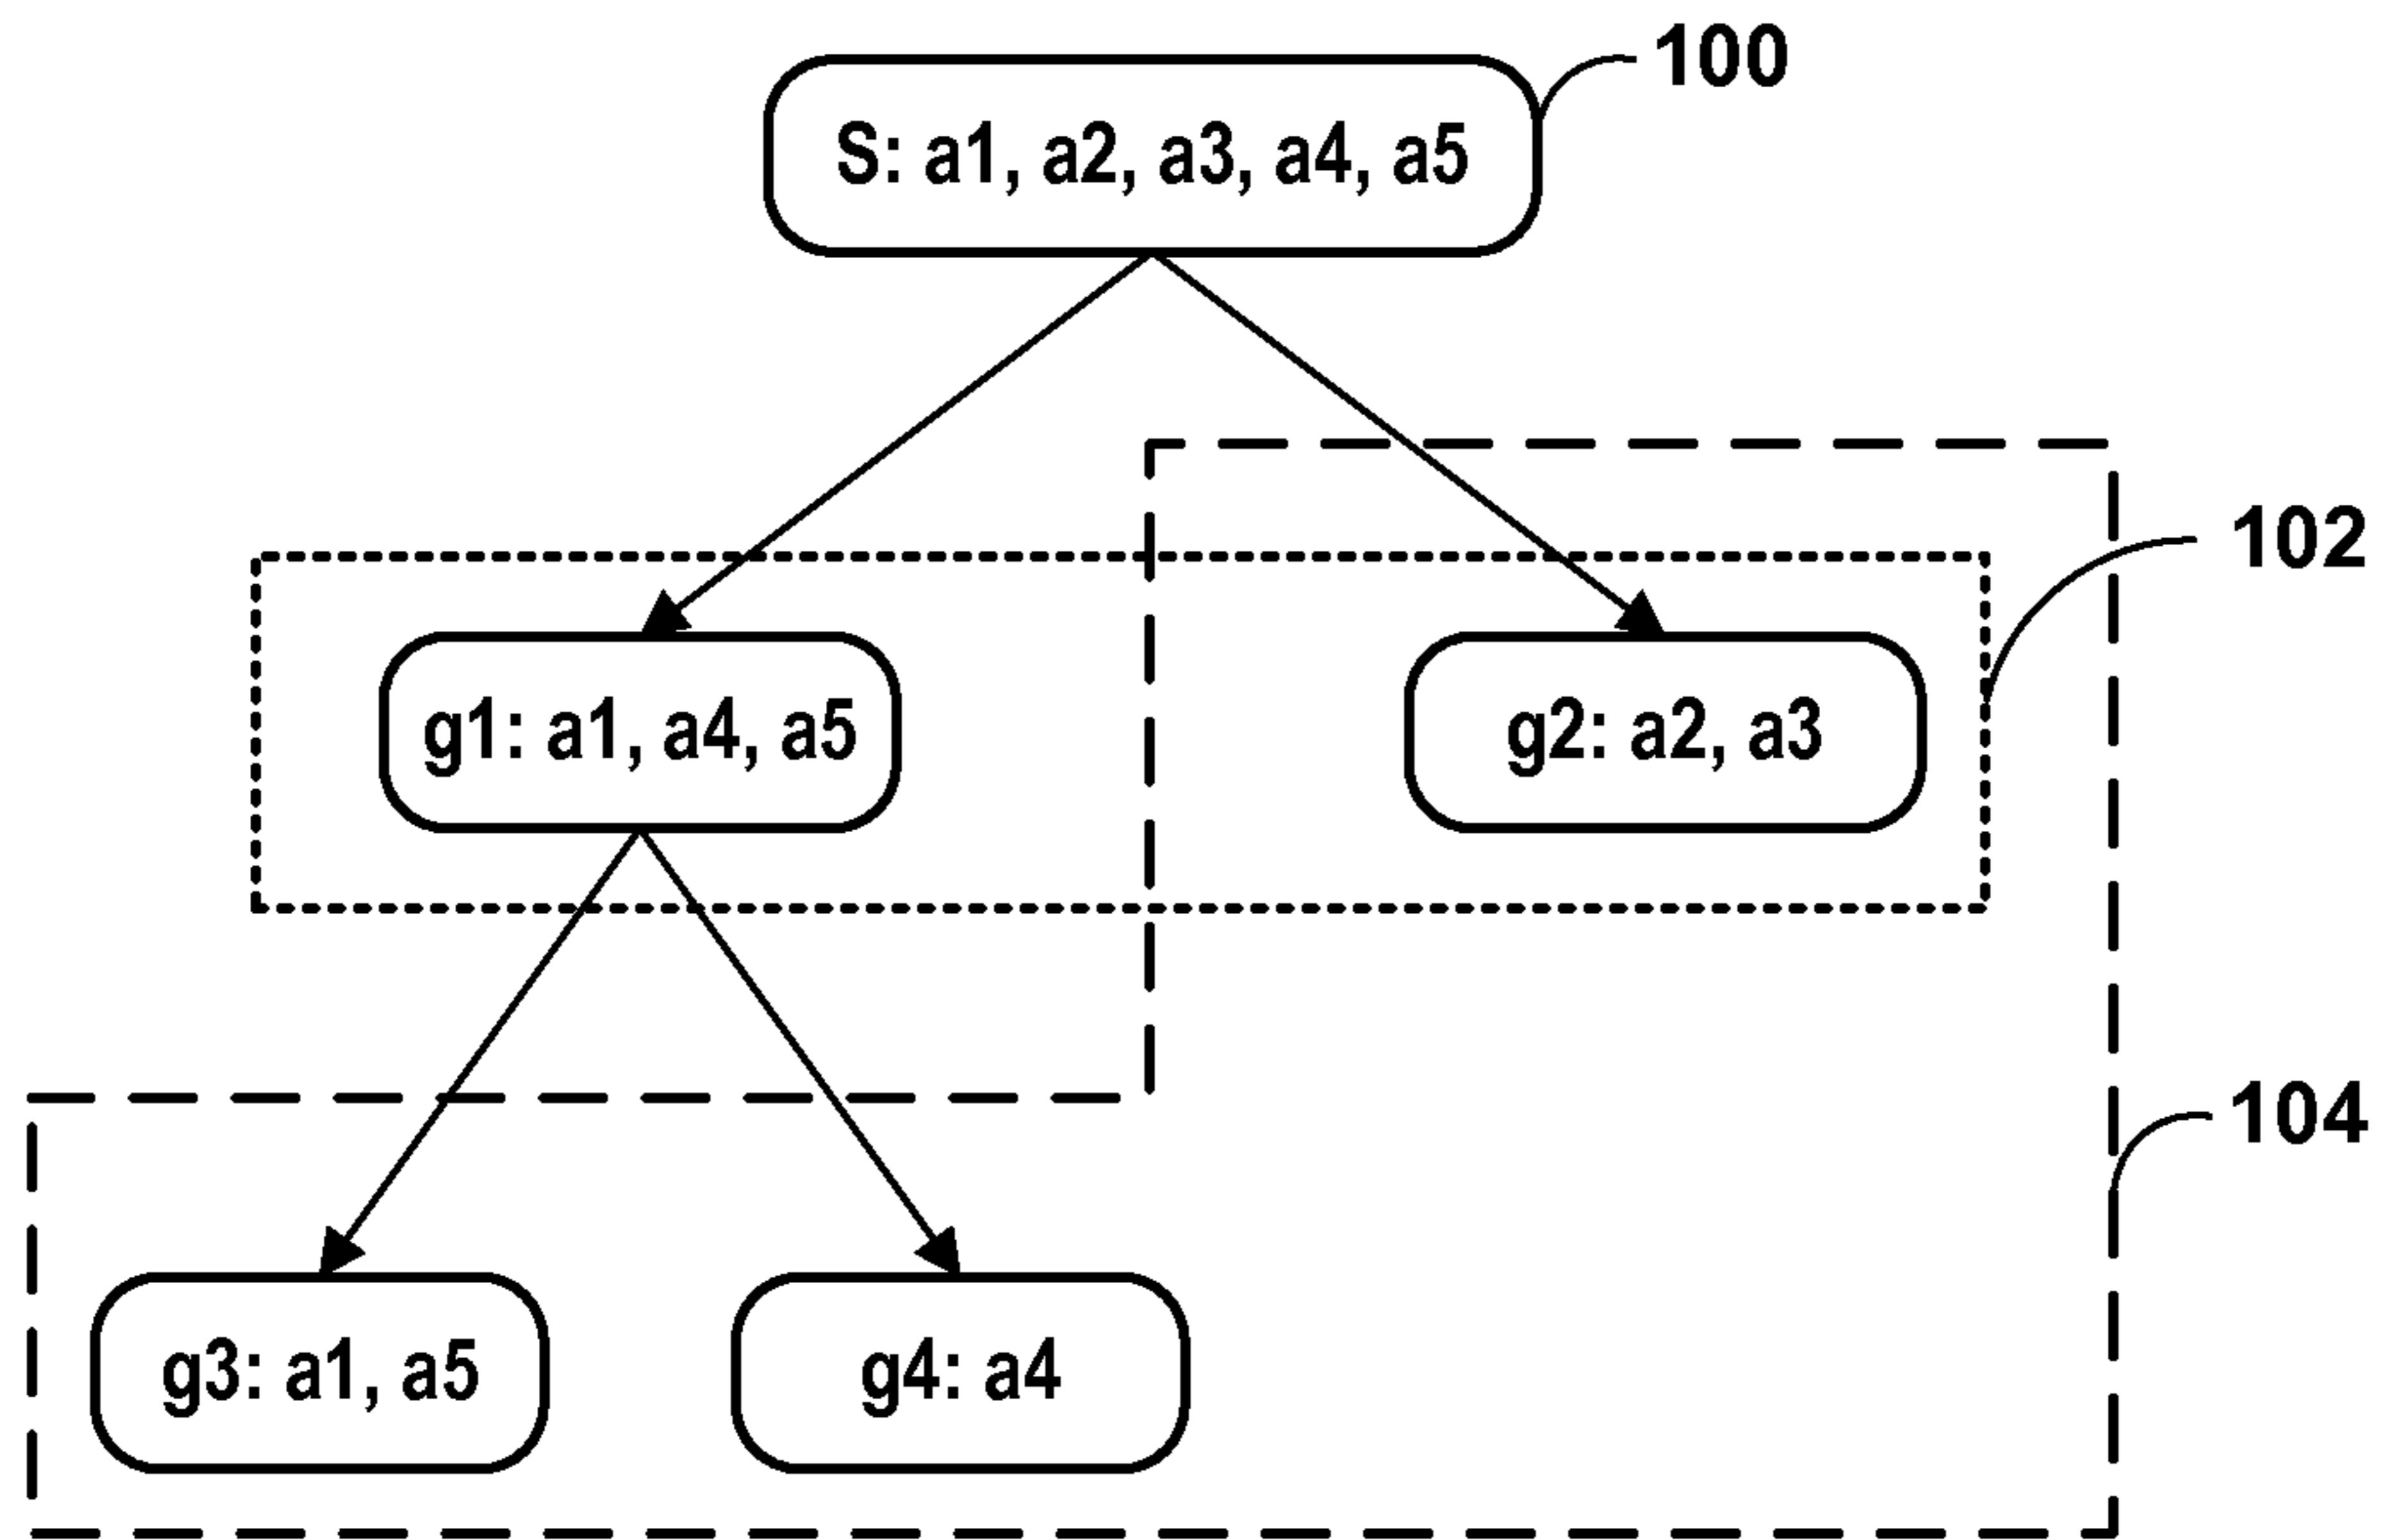 100
S: a1, a2, a3, a4, a5
102
g1: a1, a4, a5
g2: a2, a3
104
g3: a1, a5
g4: a4